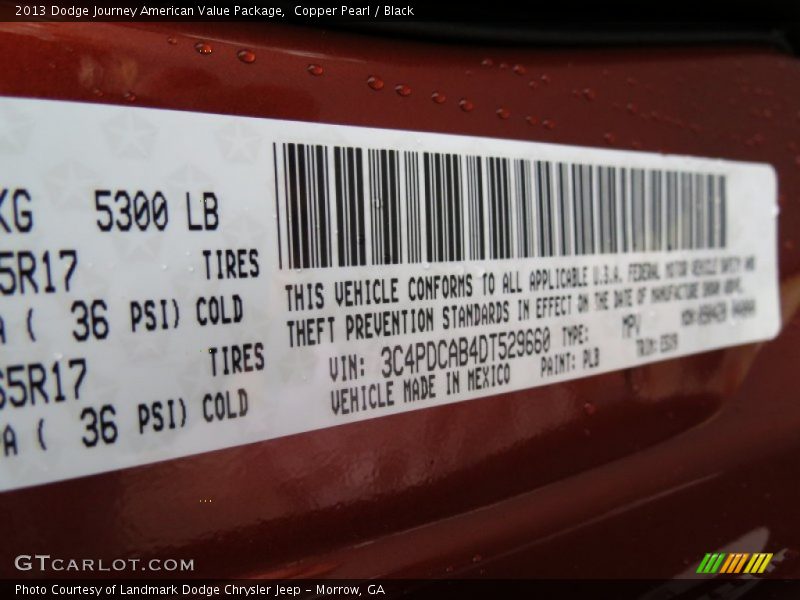 2013 Dodge Journey American Value Package, Copper Pearl / Black
KG 5300 LB
5R17 TIRES
A ( 36 PSI) COLD
65R17 TIRES
PA ( 36 PSI) COLD
THIS VEHICLE CONFORMS TO ALL APPLICABLE U.S.A. FEDERAL MOTOR VEHICLE SAFETY AND
THEFT PREVENTION STANDARDS IN EFFECT ON THE DATE OF MANUFACTURE SHOWN ABOVE.
VIN: 3C4PDCAB4DT529660 TYPE: MPV
VEHICLE MADE IN MEXICO PAINT: PLB TRIM:
GTCARLOT.COM
Photo Courtesy of Landmark Dodge Chrysler Jeep - Morrow, GA